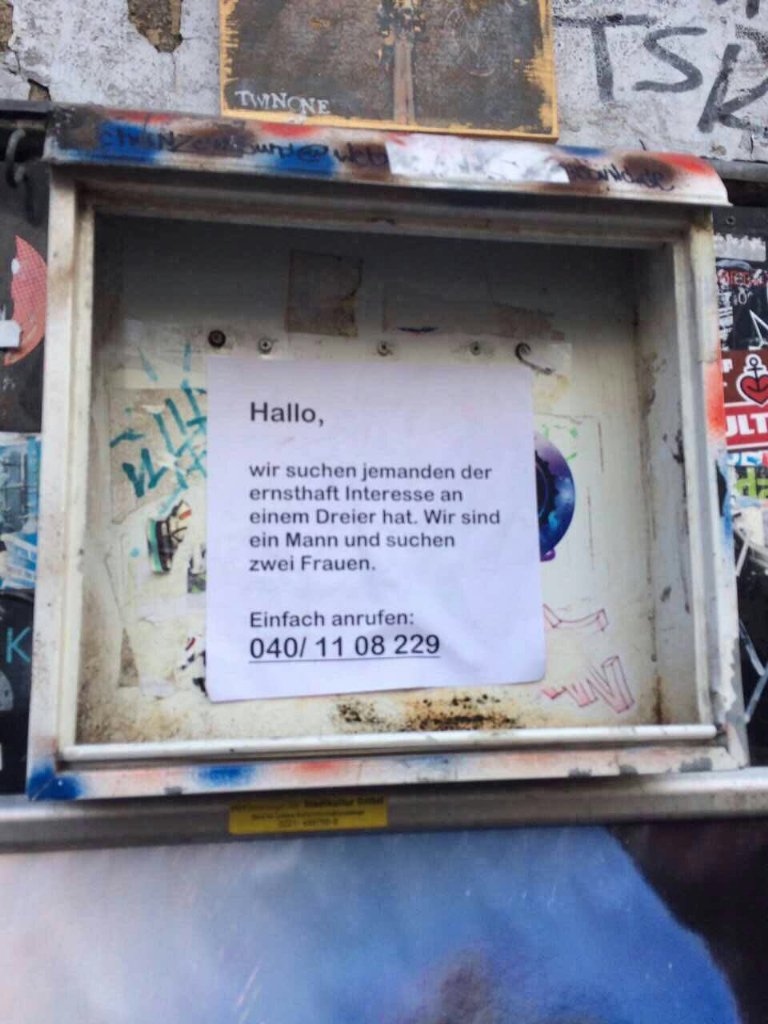 TWINONE
TSK
Hallo,
wir suchen jemanden der
ernsthaft Interesse an
einem Dreier hat. Wir sind
ein Mann und suchen
zwei Frauen.
Einfach anrufen:
040/ 11 08 229
ULT
K